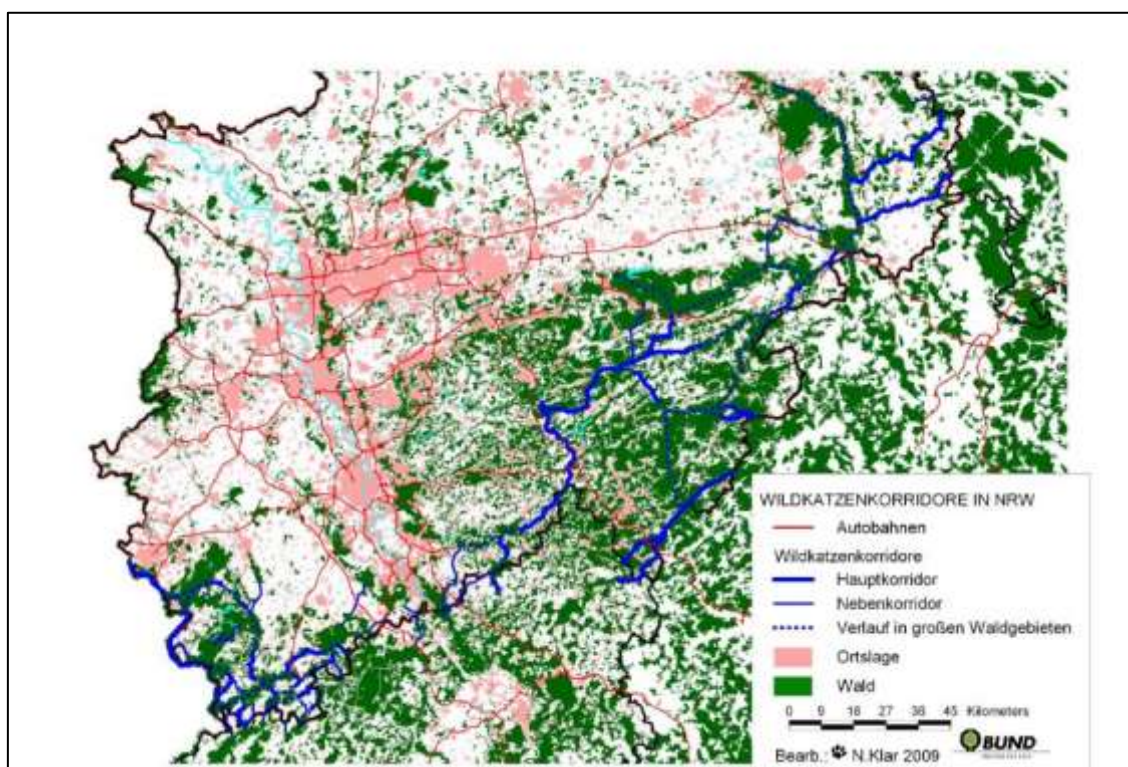 WILDKATZENKORRIDORE IN NRW
Autobahnen
Wildkatzenkorridore
Hauptkorridor
Nebenkorridor
Verlauf in großen Waldgebieten
Ortslage
Wald
0 9 18 27 36 45 Kilometers
Bearb.: N.Klar 2009
BUND